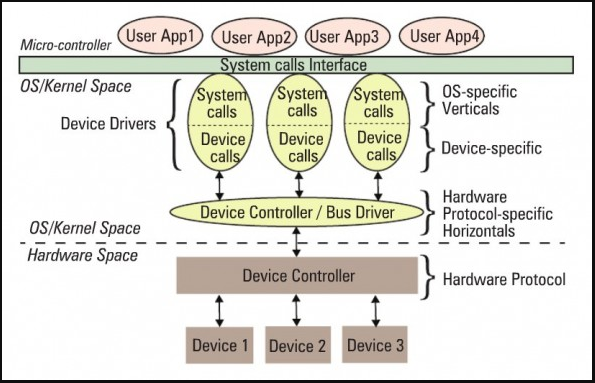 User App1
User App2
User App3
User App4
Micro-controller
System calls Interface
OS/Kernel Space
Device Drivers
System
calls
Device
calls
System
calls
Device
calls
System
calls
Device
calls
OS-specific
Verticals
Device-specific
Device Controller / Bus Driver
Hardware
Protocol-specific
Horizontals
OS/Kernel Space
Hardware Space
Device Controller
Hardware Protocol
Device 1
Device 2
Device 3